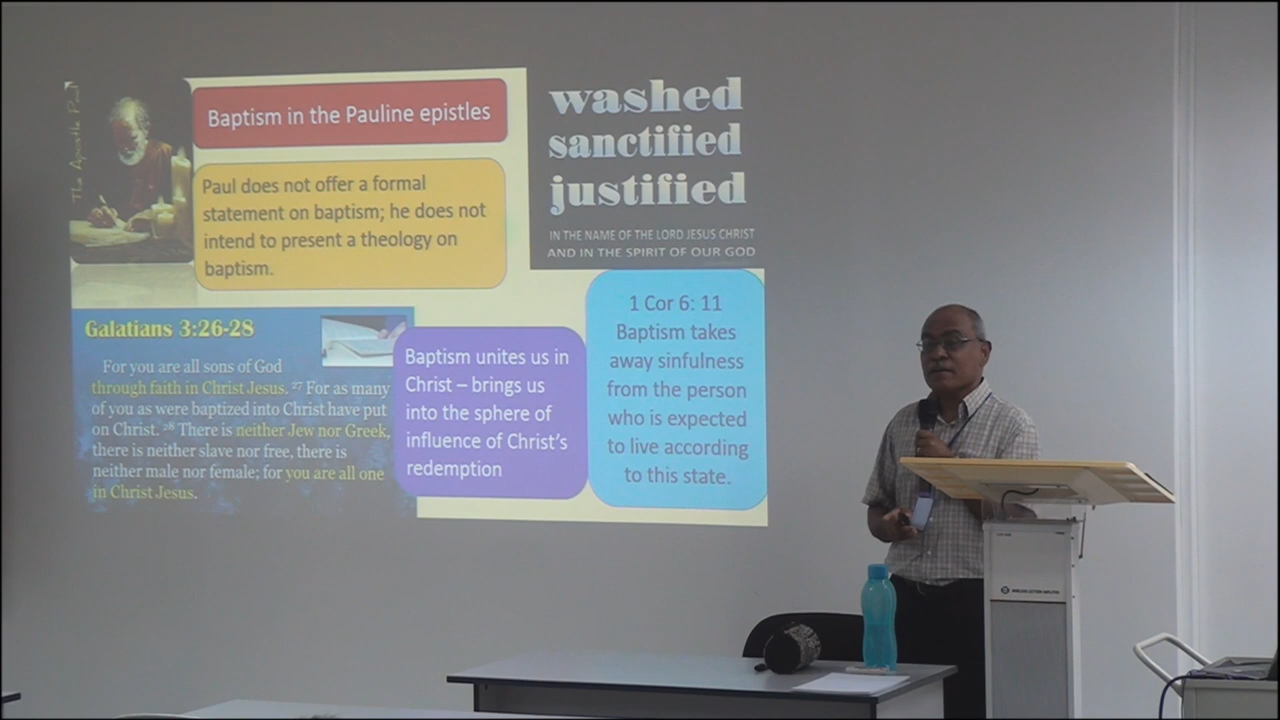 The Apostle Paul
Baptism in the Pauline epistles
Paul does not offer a formal
statement on baptism; he does not
intend to present a theology on
baptism.
washed
sanctified
justified
IN THE NAME OF THE LORD JESUS CHRIST
AND IN THE SPIRIT OF OUR GOD
Galatians 3:26-28
For you are all sons of God
through faith in Christ Jesus. 27 For as many
of you as were baptized into Christ have put
on Christ. 28 There is neither Jew nor Greek,
there is neither slave nor free, there is
neither male nor female; for you are all one
in Christ Jesus.
Baptism unites us in
Christ – brings us
into the sphere of
influence of Christ's
redemption
1 Cor 6: 11
Baptism takes
away sinfulness
from the person
who is expected
to live according
to this state.
WIRELESS LECTERN AMPLIFIER